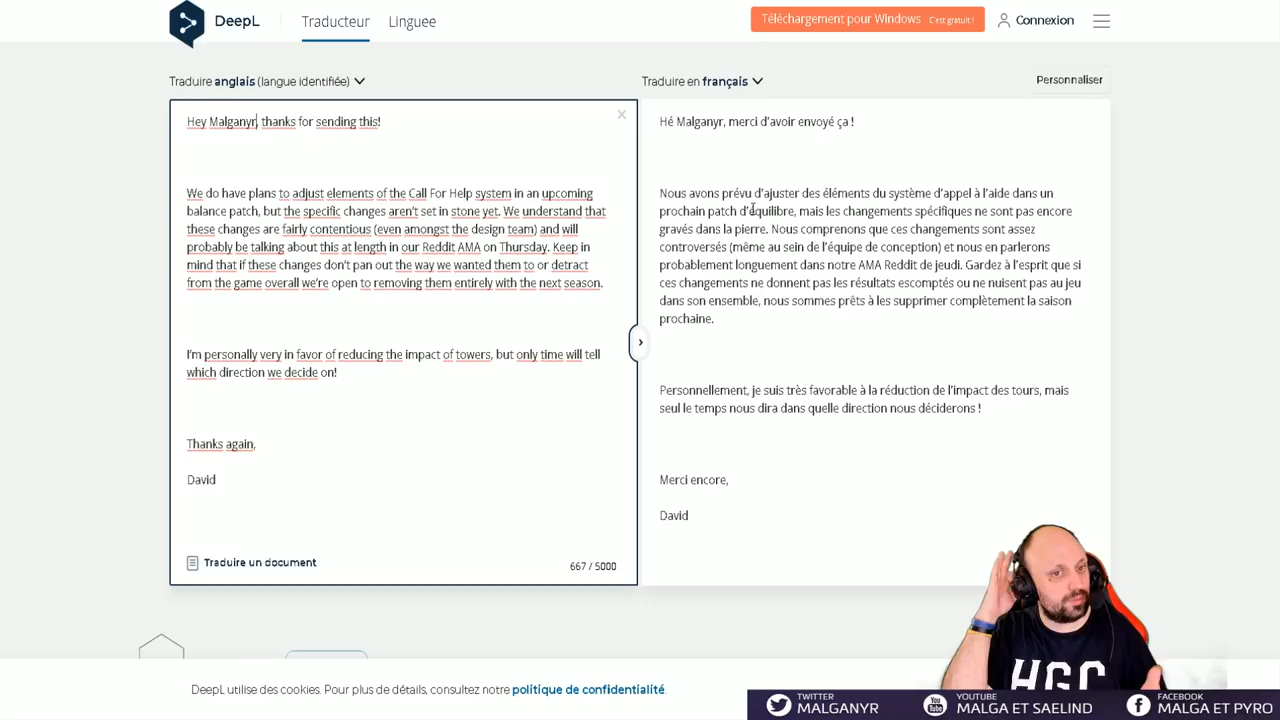 DeepL
Traducteur
Linguee
Téléchargement pour Windows C'est gratuit !
Connexion
Traduire anglais (langue identifiée)
Traduire en français
Personnaliser
Hey Malganyr, thanks for sending this!
We do have plans to adjust elements of the Call For Help system in an upcoming
balance patch, but the specific changes aren't set in stone yet. We understand that
these changes are fairly contentious (even amongst the design team) and will
probably be talking about this at length in our Reddit AMA on Thursday. Keep in
mind that if these changes don't pan out the way we wanted them to or detract
from the game overall we're open to removing them entirely with the next season.
I'm personally very in favor of reducing the impact of towers, but only time will tell
which direction we decide on!
Thanks again,
David
Traduire un document
667 / 5000
Hé Malganyr, merci d'avoir envoyé ça !
Nous avons prévu d'ajuster des éléments du système d'appel à l'aide dans un
prochain patch d'équilibre, mais les changements spécifiques ne sont pas encore
gravés dans la pierre. Nous comprenons que ces changements sont assez
controversés (même au sein de l'équipe de conception) et nous en parlerons
probablement longuement dans notre AMA Reddit de jeudi. Gardez à l'esprit que si
ces changements ne donnent pas les résultats escomptés ou ne nuisent pas au jeu
dans son ensemble, nous sommes prêts à les supprimer complètement la saison
prochaine.
Personnellement, je suis très favorable à la réduction de l'impact des tours, mais
seul le temps nous dira dans quelle direction nous déciderons !
Merci encore,
David
HGC
DeepL utilise des cookies. Pour plus de détails, consultez notre politique de confidentialité.
TWITTER
MALGANYR
YOUTUBE
MALGA ET SAELIND
FACEBOOK
MALGA ET PYRO